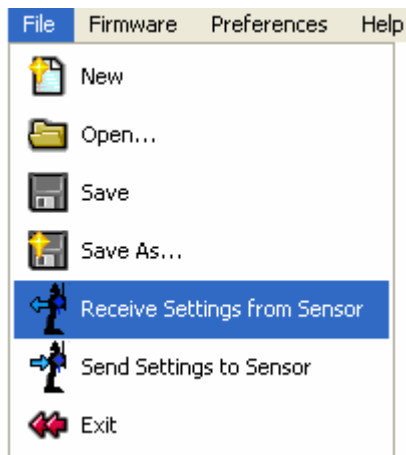 File Firmware Preferences Help
New
Open...
Save
Save As...
Receive Settings from Sensor
Send Settings to Sensor
Exit